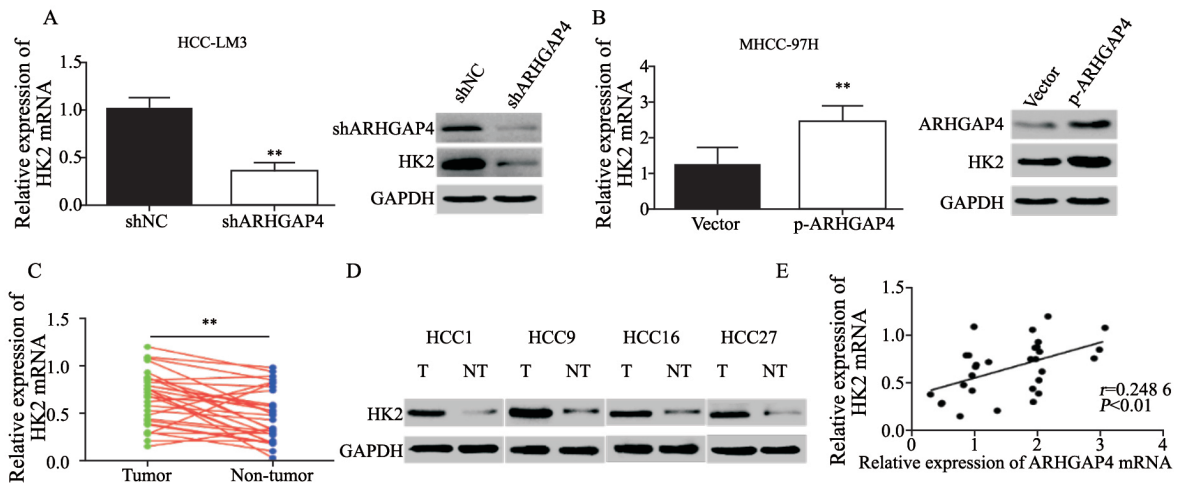 A
HCC-LM3
Relative expression of
HK2 mRNA
1.5
1.0
0.5
0.0
**
shNC
shARHGAP4
shNC
shARHGAP4
shARHGAP4
HK2
GAPDH
B
MHCC-97H
Relative expression of
HK2 mRNA
4
3
2
1
0
**
Vector
p-ARHGAP4
Vector
p-ARHGAP4
ARHGAP4
HK2
GAPDH
C
Relative expression of
HK2 mRNA
1.5
1.0
0.5
0.0
**
Tumor
Non-tumor
D
HCC1 HCC9 HCC16 HCC27
T NT T NT T NT T NT
HK2
GAPDH
E
Relative expression of
HK2 mRNA
1.5
1.0
0.5
0.0
r=0.248 6
P<0.01
0 1 2 3 4
Relative expression of ARHGAP4 mRNA